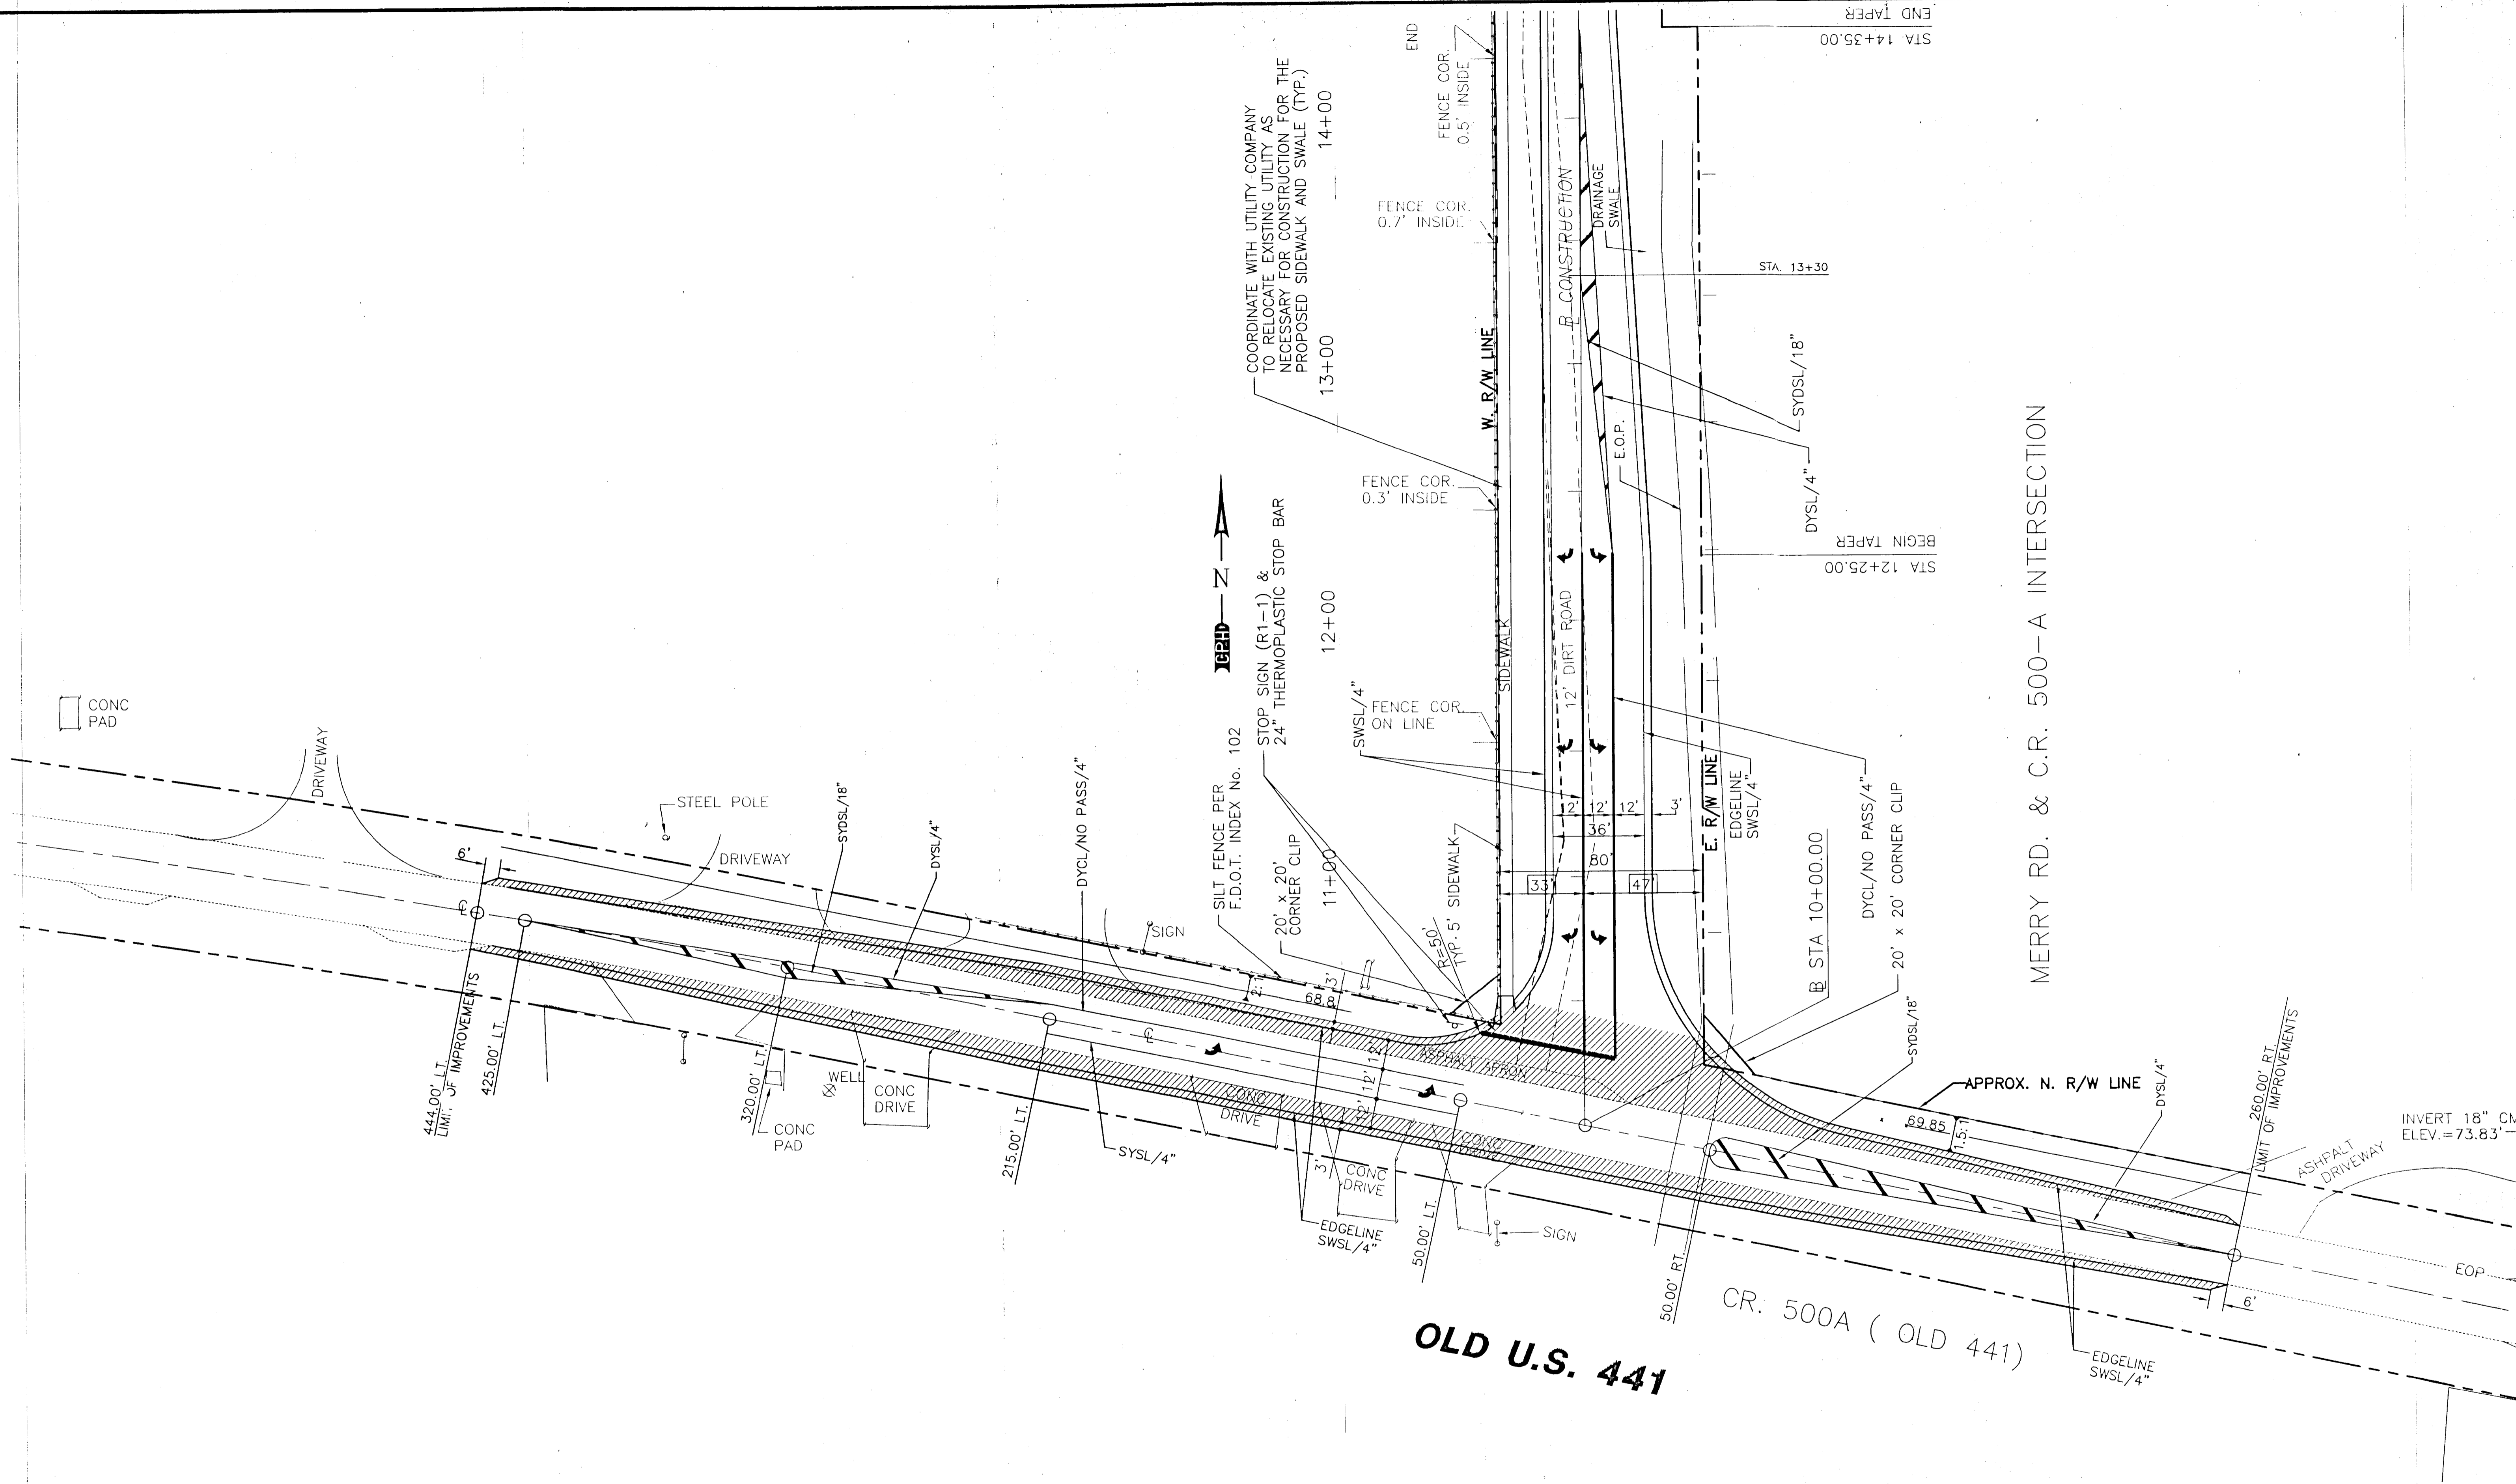 END TAPER
STA 14+35.00
END
FENCE COR.
0.5' INSIDE
COORDINATE WITH UTILITY COMPANY
TO RELOCATE EXISTING UTILITY AS
NECESSARY FOR CONSTRUCTION FOR THE
PROPOSED SIDEWALK AND SWALE (TYP.)
14+00
13+00
FENCE COR.
0.7' INSIDE
B CONSTRUCTION
DRAINAGE
SWALE
STA. 13+30
W. R/W LINE
SYDSL/18"
DYSL/4"
E.O.P.
FENCE COR.
0.3' INSIDE
BEGIN TAPER
STA 12+25.00
N
CPHD
STOP SIGN (R1-1) &
24" THERMOPLASTIC STOP BAR
12+00
SIDEWALK
12' DIRT ROAD
MERRY RD. & C.R. 500-A INTERSECTION
CONC
PAD
DRIVEWAY
STEEL POLE
SYDSL/18"
DYSL/4"
DYCL/NO PASS/4"
SILT FENCE PER
F.D.O.T. INDEX No. 102
SWSL/4"
FENCE COR.
ON LINE
20' x 20'
CORNER CLIP
11+00
E. R/W LINE
EDGELINE
SWSL/4"
12'
12'
12'
3'
36'
80'
33'
47'
DYCL/NO PASS/4"
20' x 20' CORNER CLIP
B STA 10+00.00
6'
DRIVEWAY
SIGN
R=50'
TYP. 5' SIDEWALK
2:1
68.8
3'
444.00' LT.
LIMIT OF IMPROVEMENTS
425.00' LT.
320.00' LT.
CONC
PAD
WELL
CONC
DRIVE
215.00' LT.
SYSL/4"
CONC
DRIVE
ASPHALT APRON
12'
12'
12'
3'
CONC
DRIVE
EDGELINE
SWSL/4"
50.00' LT.
SIGN
50.00' RT.
SYDSL/18"
APPROX. N. R/W LINE
69.85
1.5:1
DYSL/4"
260.00' RT.
LIMIT OF IMPROVEMENTS
INVERT 18" CM
ELEV.=73.83'
ASHPALT
DRIVEWAY
EOP
6'
EDGELINE
SWSL/4"
CR. 500A ( OLD 441)
OLD U.S. 441